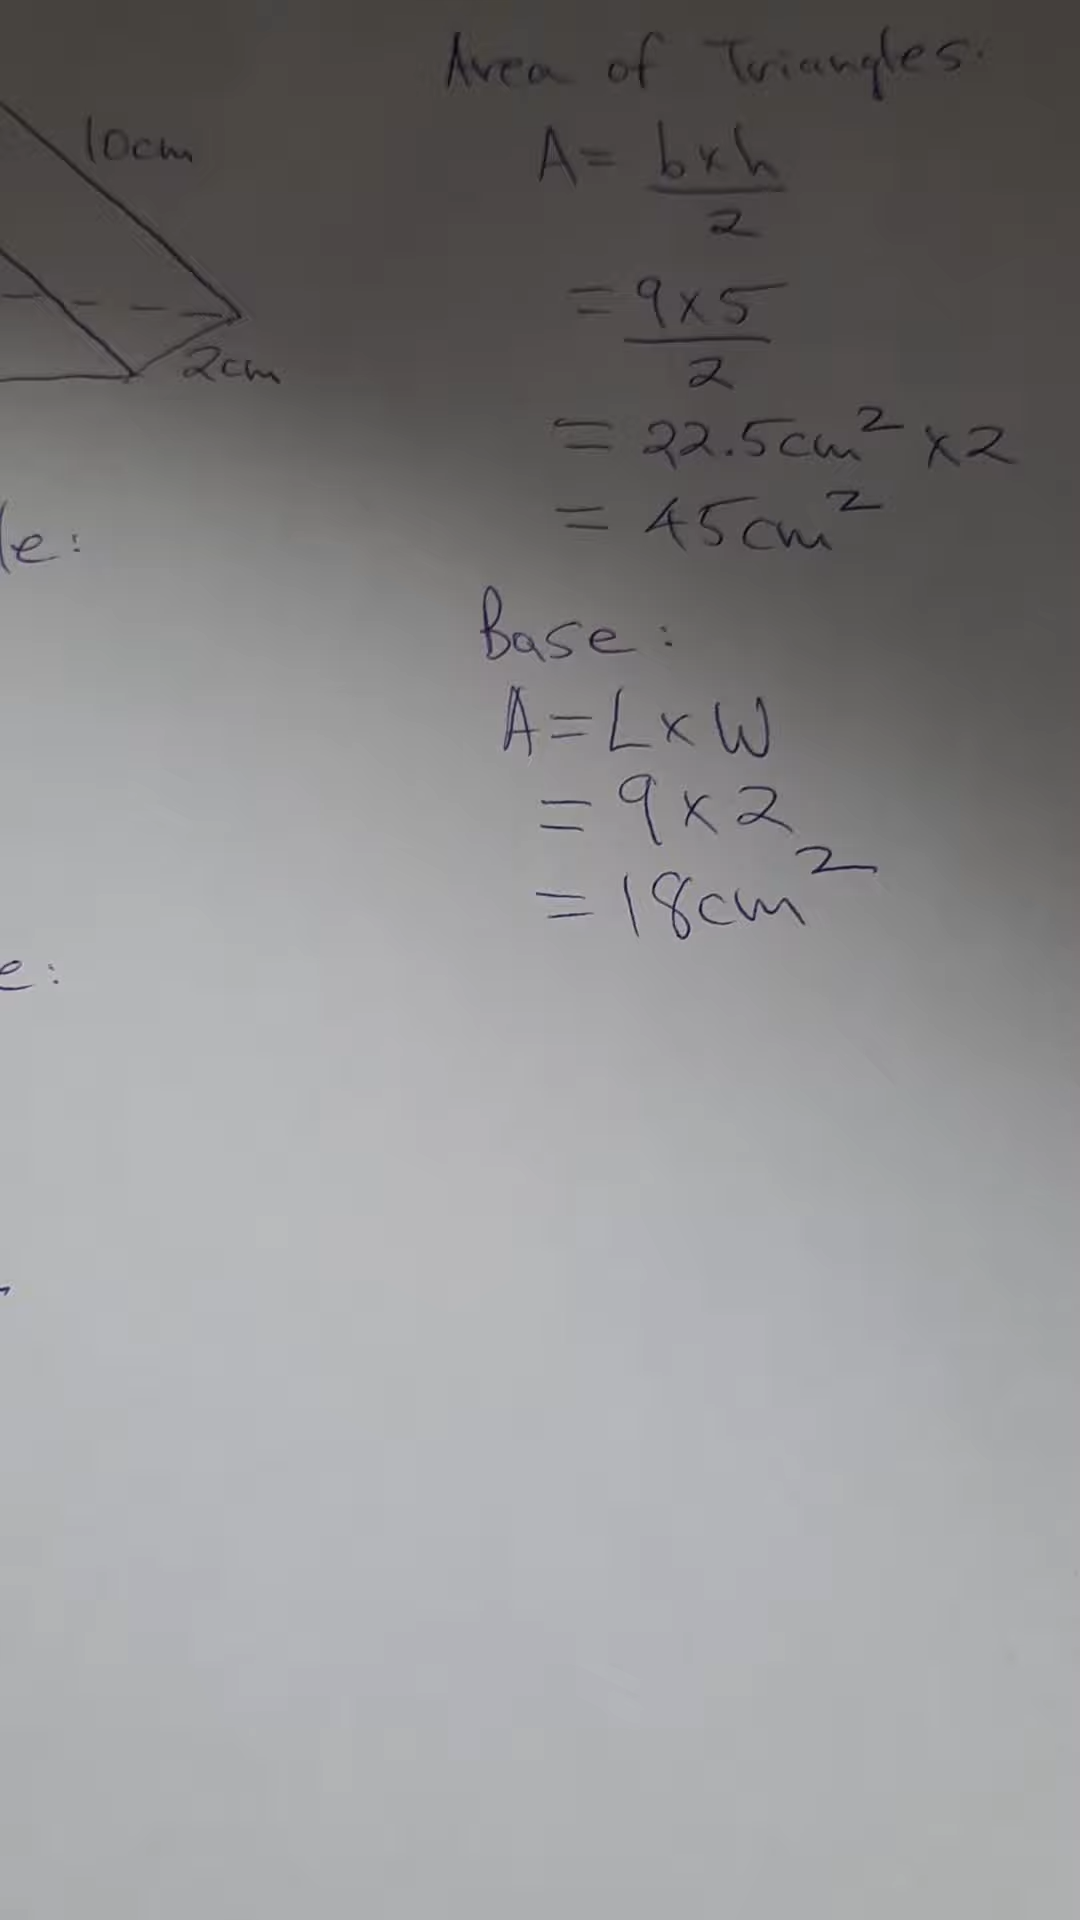 10cm
2cm
le:
e:
Area of Triangles:
A = b x h
2
= 9 x 5
2
= 22.5cm² x 2
= 45cm²
Base:
A = L x W
= 9 x 2
= 18cm²